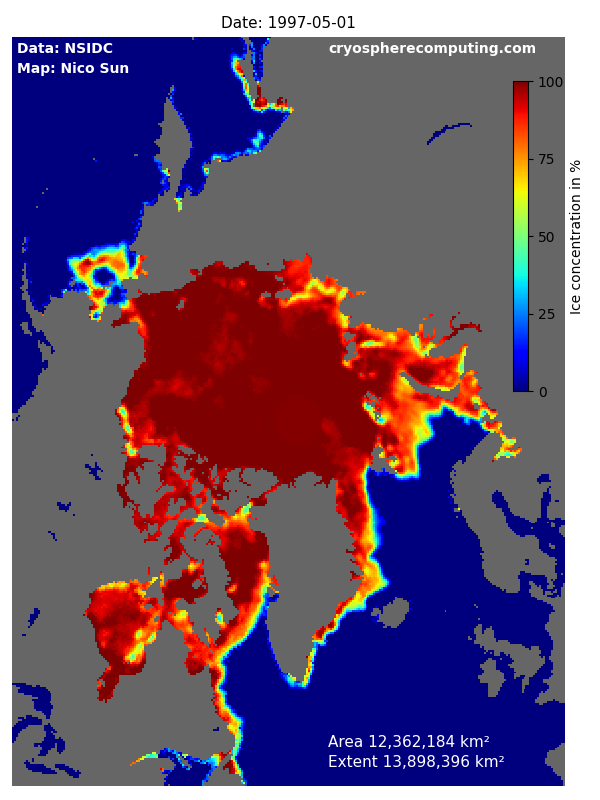 Date: 1997-05-01
Data: NSIDC
Map: Nico Sun
cryospherecomputing.com
100
75
50
25
0
Ice concentration in %
Area 12,362,184 km²
Extent 13,898,396 km²